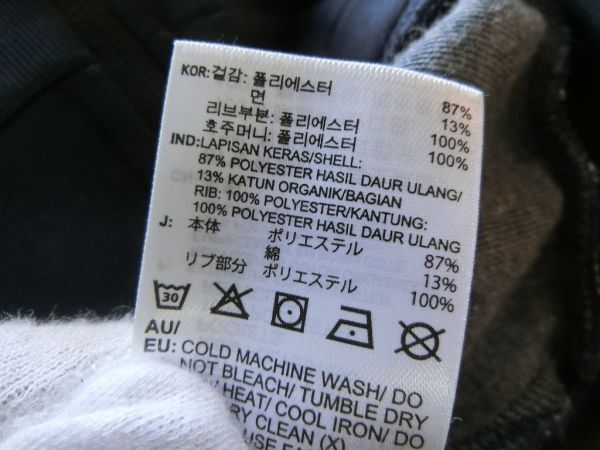 KOR: 겉감: 폴리에스터 87%
면 13%
리브부분: 폴리에스터 100%
호주머니: 폴리에스터 100%
IND: LAPISAN KERAS/SHELL:
87% POLYESTER HASIL DAUR ULANG/
13% KATUN ORGANIK/BAGIAN
RIB: 100% POLYESTER/KANTUNG:
100% POLYESTER HASIL DAUR ULANG
J: 本体 ポリエステル 87%
綿 13%
リブ部分 ポリエステル 100%
30
AU/
EU: COLD MACHINE WASH/ DO
NOT BLEACH/ TUMBLE DRY
HEAT/ COOL IRON/ DO
CLEAN (X)